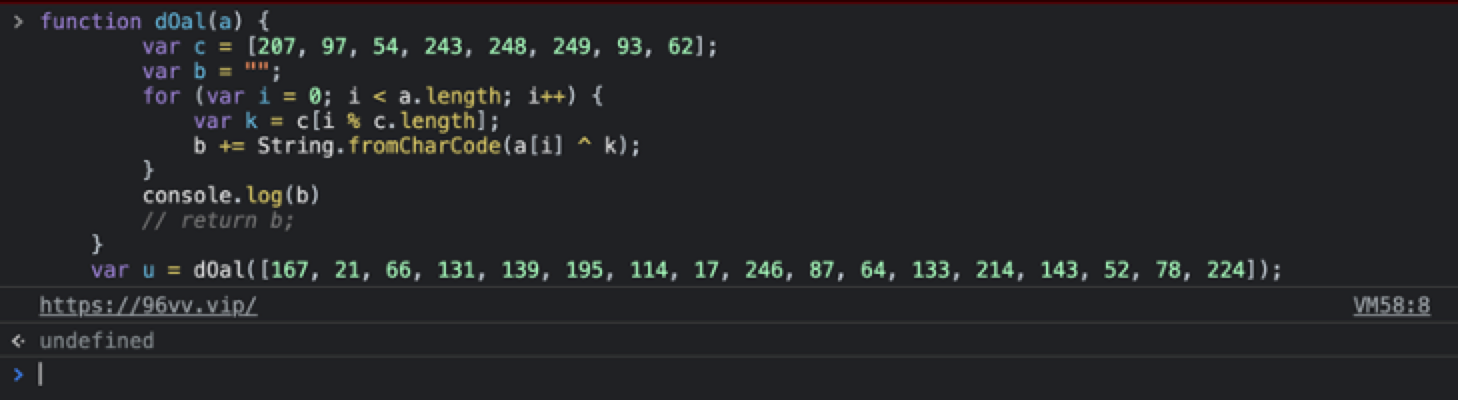 > function dOal(a) {
var c = [207, 97, 54, 243, 248, 249, 93, 62];
var b = "";
for (var i = 0; i < a.length; i++) {
var k = c[i % c.length];
b += String.fromCharCode(a[i] ^ k);
}
console.log(b)
// return b;
}
var u = dOal([167, 21, 66, 131, 139, 195, 114, 17, 246, 87, 64, 133, 214, 143, 52, 78, 224]);
https://96vv.vip/ VM58:8
undefined
>